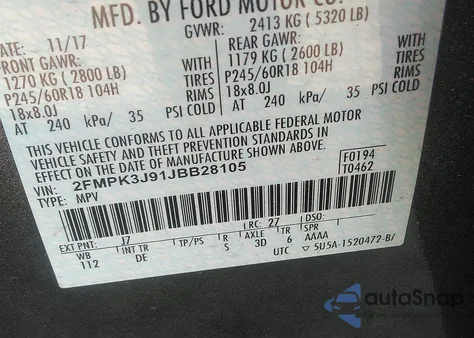 MFD. BY FORD MOTOR CO.
DATE: 11/17 GVWR: 2413 KG ( 5320 LB)
FRONT GAWR: REAR GAWR:
1270 KG ( 2800 LB) 1179 KG ( 2600 LB)
P245/60R18 104H TIRES P245/60R18 104H TIRES
18x8.0J RIMS 18x8.0J RIMS
AT 240 kPa/ 35 PSI COLD AT 240 kPa/ 35 PSI COLD
THIS VEHICLE CONFORMS TO ALL APPLICABLE FEDERAL MOTOR
VEHICLE SAFETY AND THEFT PREVENTION STANDARDS IN
EFFECT ON THE DATE OF MANUFACTURE SHOWN ABOVE.
VIN: 2FMPK3J91JBB28105 F0194
TYPE: MPV T0462
EXT PNT: J7 RC: 27 DSO:
WB INT TR TP/PS R AXLE TR SPR
112 DE S 3D 6 AAAA
UTC 5U5A-1520472-B/
autoSnap